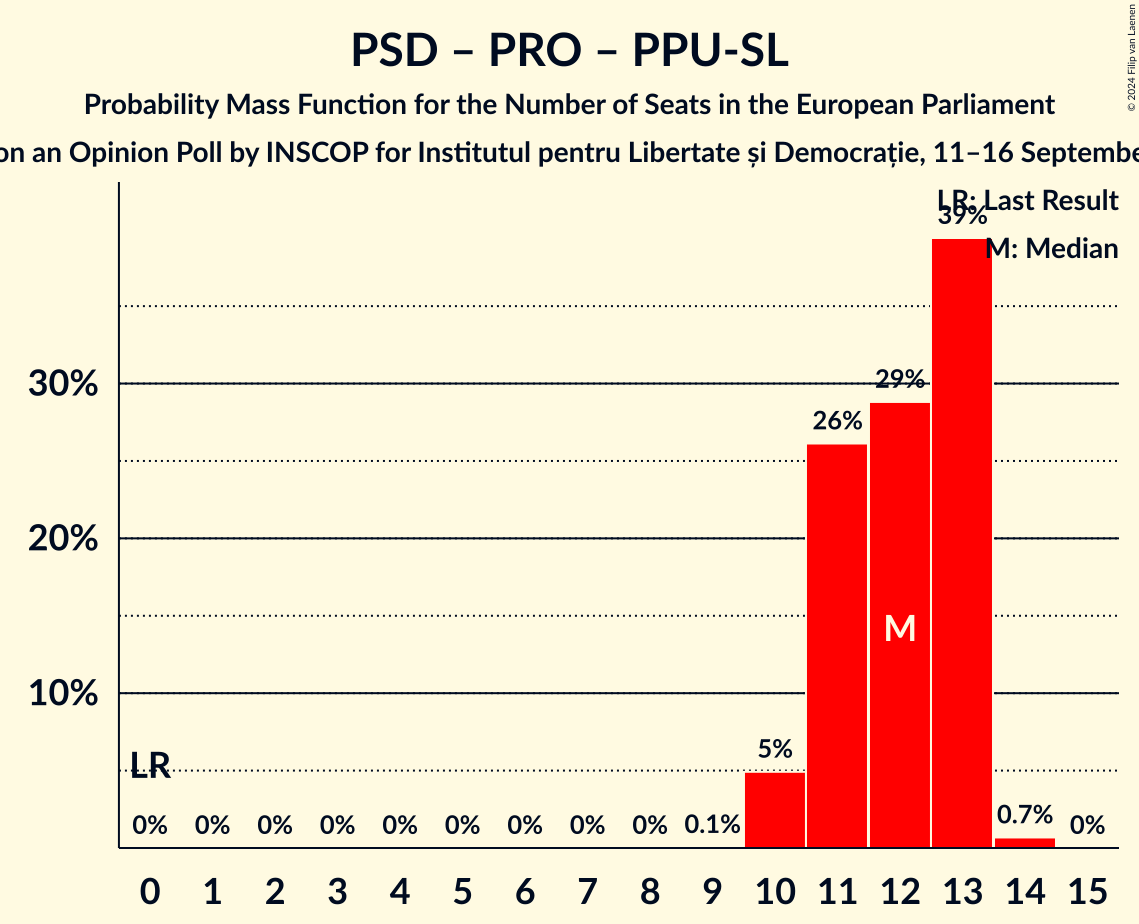 PSD – PRO – PPU-SL
Probability Mass Function for the Number of Seats in the European Parliament
on an Opinion Poll by INSCOP for Institutul pentru Libertate și Democrație, 11–16 Septembe
© 2024 Filip van Laenen
LR: Last Result
M: Median
39%
30%
29%
26%
20%
M
10%
LR
5%
0% 0% 0% 0% 0% 0% 0% 0% 0% 0.1% 0.7% 0%
0 1 2 3 4 5 6 7 8 9 10 11 12 13 14 15